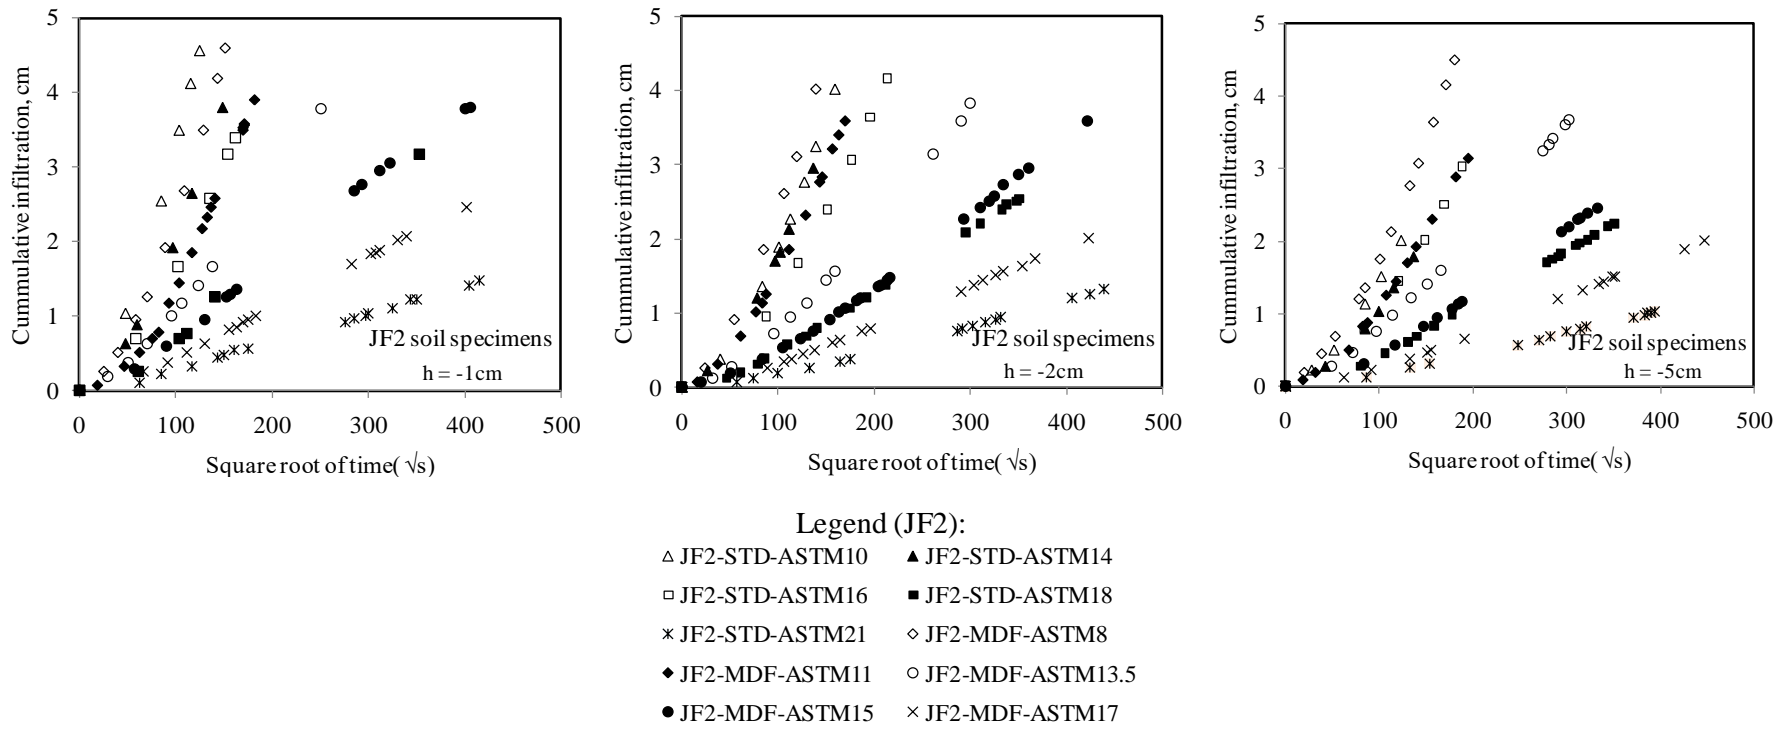 5
4
3
2
1
0
Cummulative infiltration, cm
0 100 200 300 400 500
Square root of time( √s)
JF2 soil specimens
h = -1cm
5
4
3
2
1
0
Cummulative infiltration, cm
0 100 200 300 400 500
Square root of time( √s)
JF2 soil specimens
h = -2cm
5
4
3
2
1
0
Cummulative infiltration, cm
0 100 200 300 400 500
Square root of time( √s)
JF2 soil specimens
h = -5cm
Legend (JF2):
JF2-STD-ASTM10 JF2-STD-ASTM14
JF2-STD-ASTM16 JF2-STD-ASTM18
JF2-STD-ASTM21 JF2-MDF-ASTM8
JF2-MDF-ASTM11 JF2-MDF-ASTM13.5
JF2-MDF-ASTM15 JF2-MDF-ASTM17